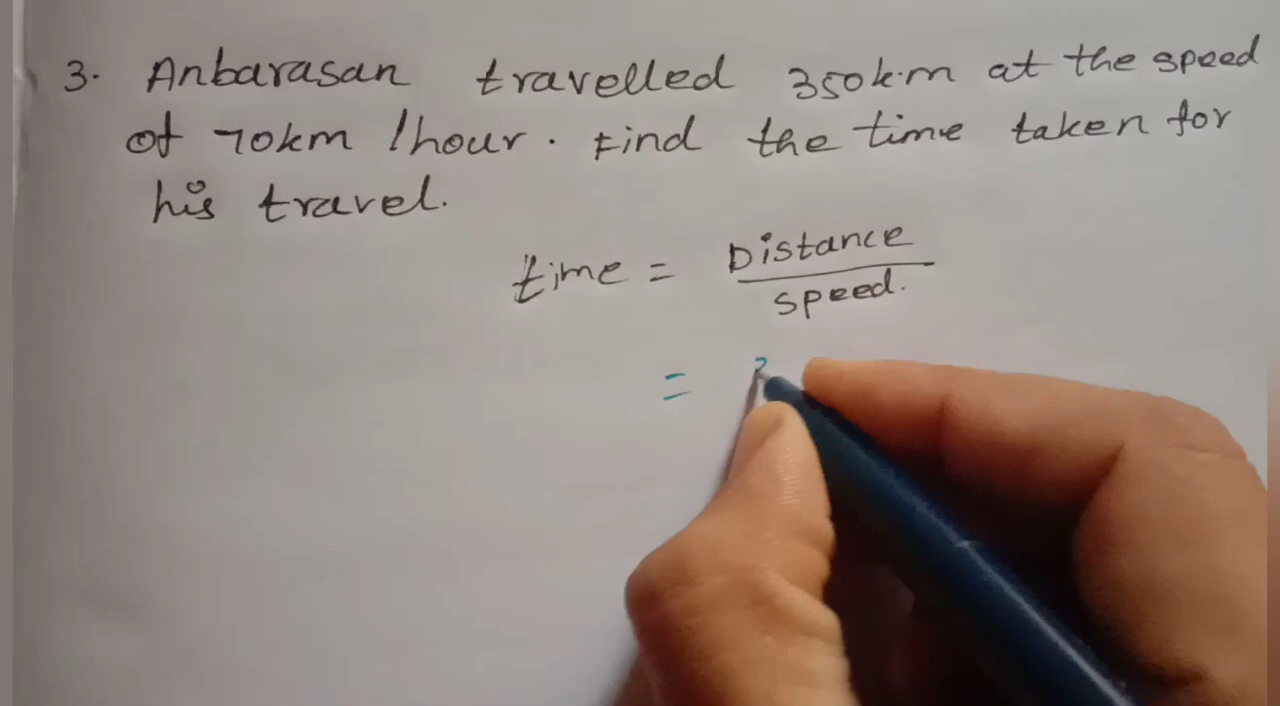 3. Anbarasan travelled 350km at the speed
of 70km /hour. Find the time taken for
his travel.
time = Distance
speed.
=